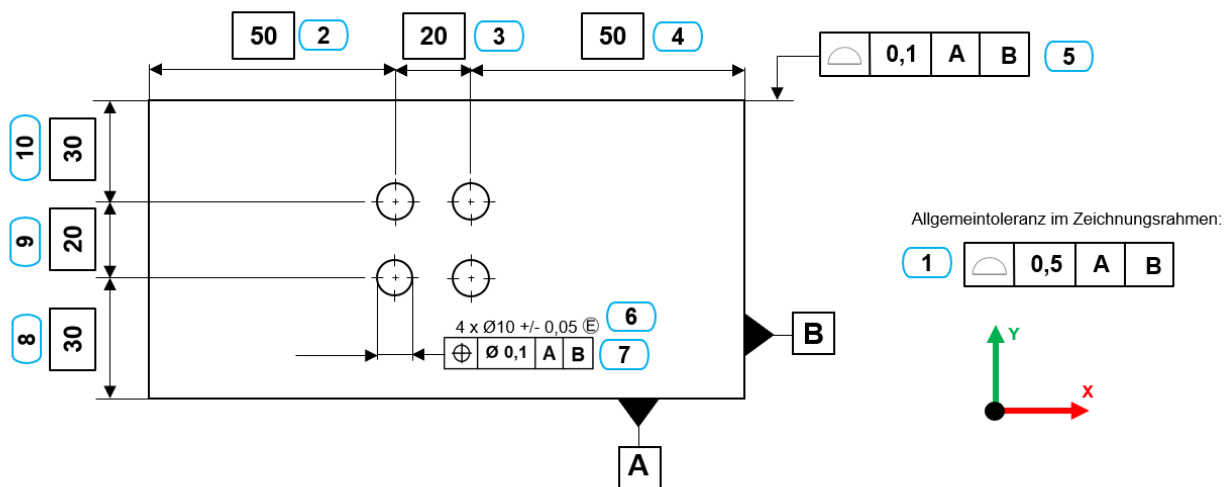 50 2 20 3 50 4
0,1 A B 5
10 30
9 20
8 30
Allgemeintoleranz im Zeichnungsrahmen:
1 0,5 A B
4 x Ø10 +/- 0,05 Ⓔ 6
⌖ Ø 0,1 A B 7
B
A
Y
X